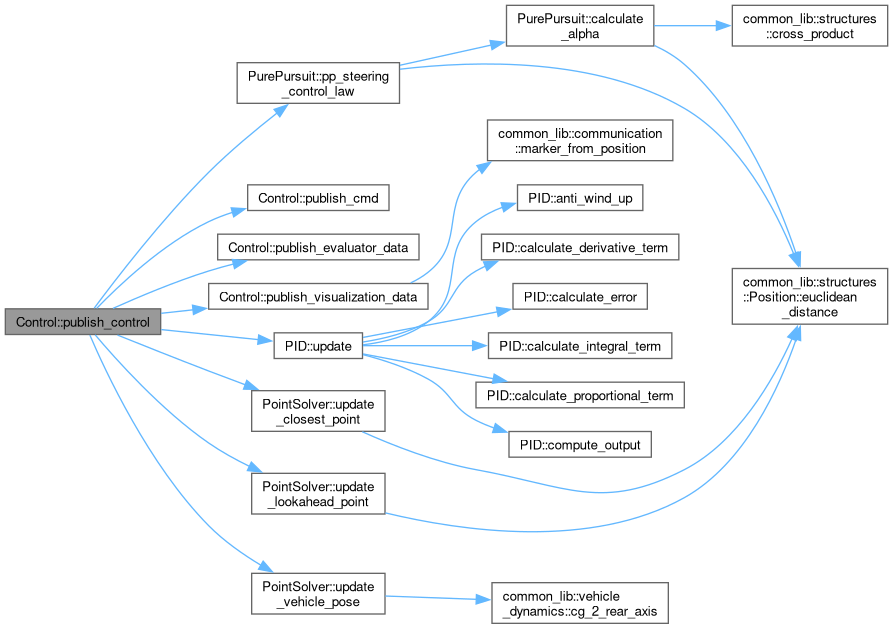 PurePursuit::calculate
_alpha
common_lib::structures
::cross_product
PurePursuit::pp_steering
_control_law
common_lib::communication
::marker_from_position
Control::publish_cmd
PID::anti_wind_up
Control::publish_evaluator_data
PID::calculate_derivative_term
common_lib::structures
::Position::euclidean
_distance
Control::publish_visualization_data
PID::calculate_error
Control::publish_control
PID::update
PID::calculate_integral_term
PID::calculate_proportional_term
PointSolver::update
_closest_point
PID::compute_output
PointSolver::update
_lookahead_point
PointSolver::update
_vehicle_pose
common_lib::vehicle
_dynamics::cg_2_rear_axis